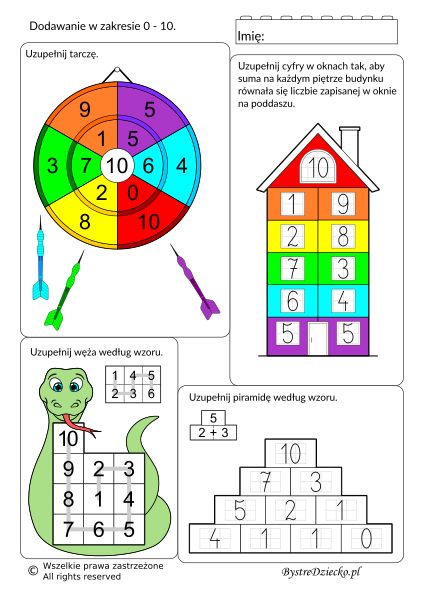 Dodawanie w zakresie 0 - 10.
Imię:
Uzupełnij tarczę.
9 5
1 5
3 7 10 6 4
2 0
8 10
Uzupełnij cyfry w oknach tak, aby
suma na każdym piętrze budynku
równała się liczbie zapisanej w oknie
na poddaszu.
10
1 9
2 8
7 3
6 4
5 5
Uzupełnij węża według wzoru.
1 4 5
2 3 6
10
9 2 3
8 1 4
7 6 5
Uzupełnij piramidę według wzoru.
5
2 + 3
10
7 3
5 2 1
4 1 1 0
© Wszelkie prawa zastrzeżone
All rights reserved
BystreDziecko.pl